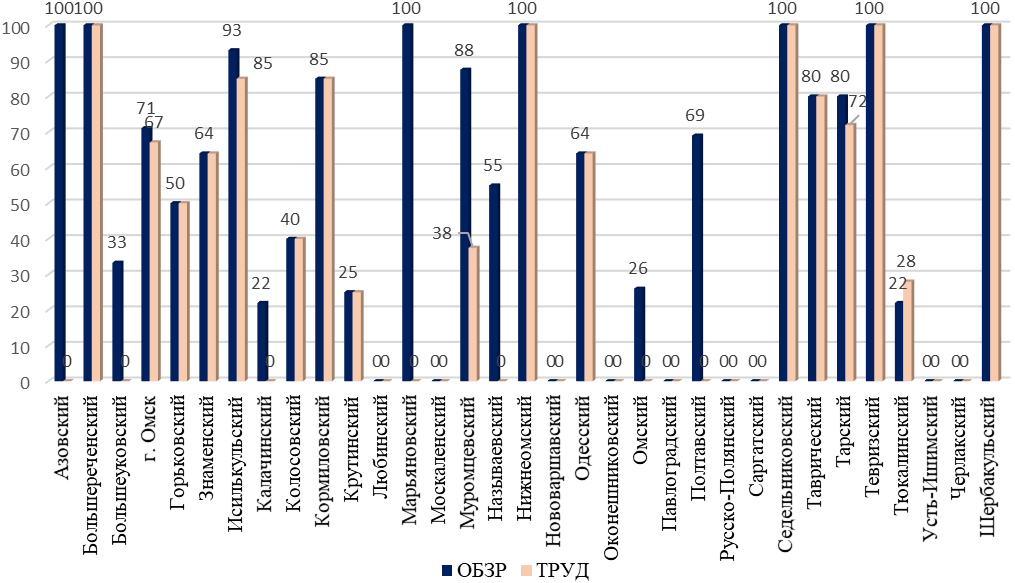 100 100 100 100 100 100 100
100
90
80
70
60
50
40
30
20
10
0
93
85
85
88
80 80
72
71
67
69
64
64
55
50
40
38
33
22
25
26
22
28
0 0 0 00 0 00 0 00 00 0 00 0 00 00 00 00
Азовский
Большереченский
Большеуковский
г. Омск
Горьковский
Знаменский
Исилькульский
Калачинский
Колосовский
Кормиловский
Крутинский
Любинский
Марьяновский
Москаленский
Муромцевский
Называевский
Нижнеомский
Нововаршавский
Одесский
Оконешниковский
Омский
Павлоградский
Полтавский
Русско-Полянский
Саргатский
Седельниковский
Таврический
Тарский
Тевризский
Тюкалинский
Усть-Ишимский
Черлакский
Шербакульский
ОБЗР ТРУД